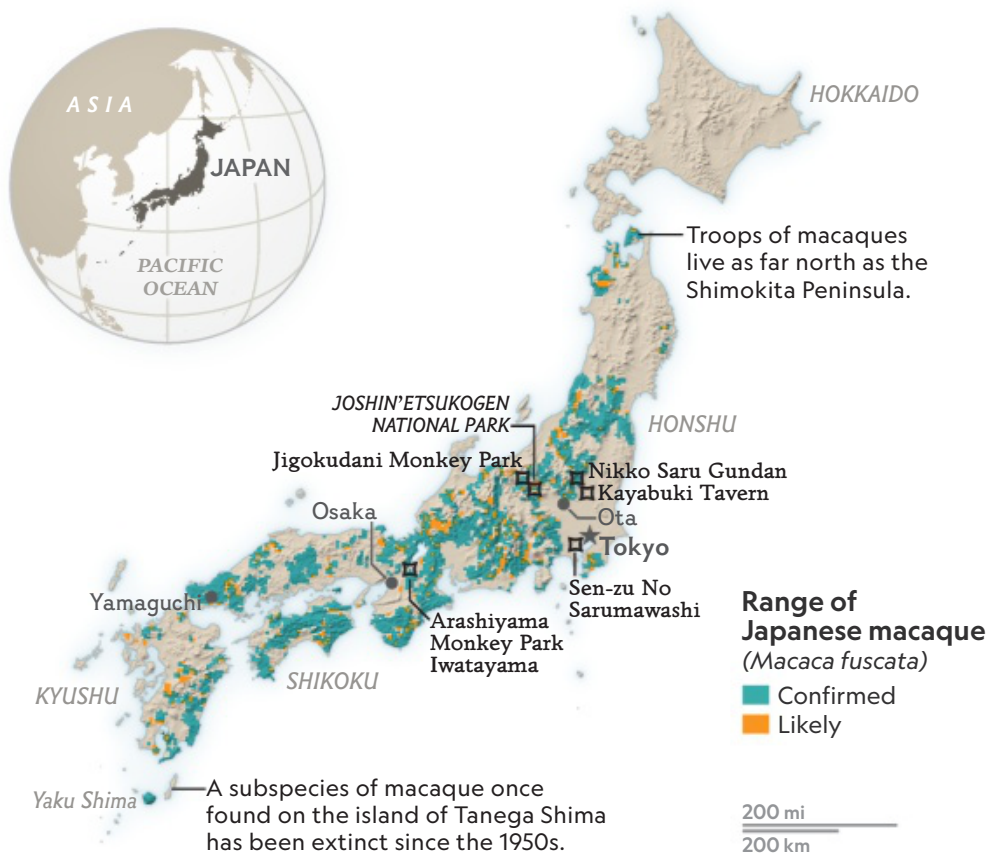 ASIA
JAPAN
PACIFIC
OCEAN
HOKKAIDO
Troops of macaques
live as far north as the
Shimokita Peninsula.
JOSHIN'ETSUKOGEN
NATIONAL PARK
HONSHU
Jigokudani Monkey Park
Nikko Saru Gundan
Kayabuki Tavern
Osaka
Ota
Tokyo
Sen-zu No
Sarumawashi
Yamaguchi
Arashiyama
Monkey Park
Iwatayama
SHIKOKU
KYUSHU
Range of
Japanese macaque
(Macaca fuscata)
Confirmed
Likely
Yaku Shima
A subspecies of macaque once
found on the island of Tanega Shima
has been extinct since the 1950s.
200 mi
200 km